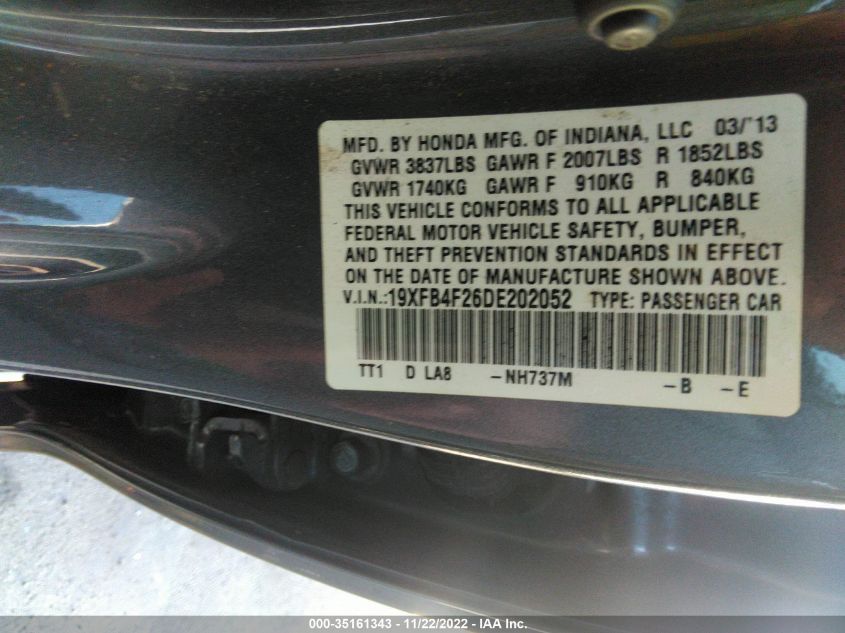 MFD. BY HONDA MFG. OF INDIANA, LLC 03/'13
GVWR 3837LBS GAWR F 2007LBS R 1852LBS
GVWR 1740KG GAWR F 910KG R 840KG
THIS VEHICLE CONFORMS TO ALL APPLICABLE
FEDERAL MOTOR VEHICLE SAFETY, BUMPER,
AND THEFT PREVENTION STANDARDS IN EFFECT
ON THE DATE OF MANUFACTURE SHOWN ABOVE.
V.I.N.:19XFB4F26DE202052 TYPE: PASSENGER CAR
TT1 D LA8 -NH737M -B -E
000-35161343 - 11/22/2022 - IAA Inc.